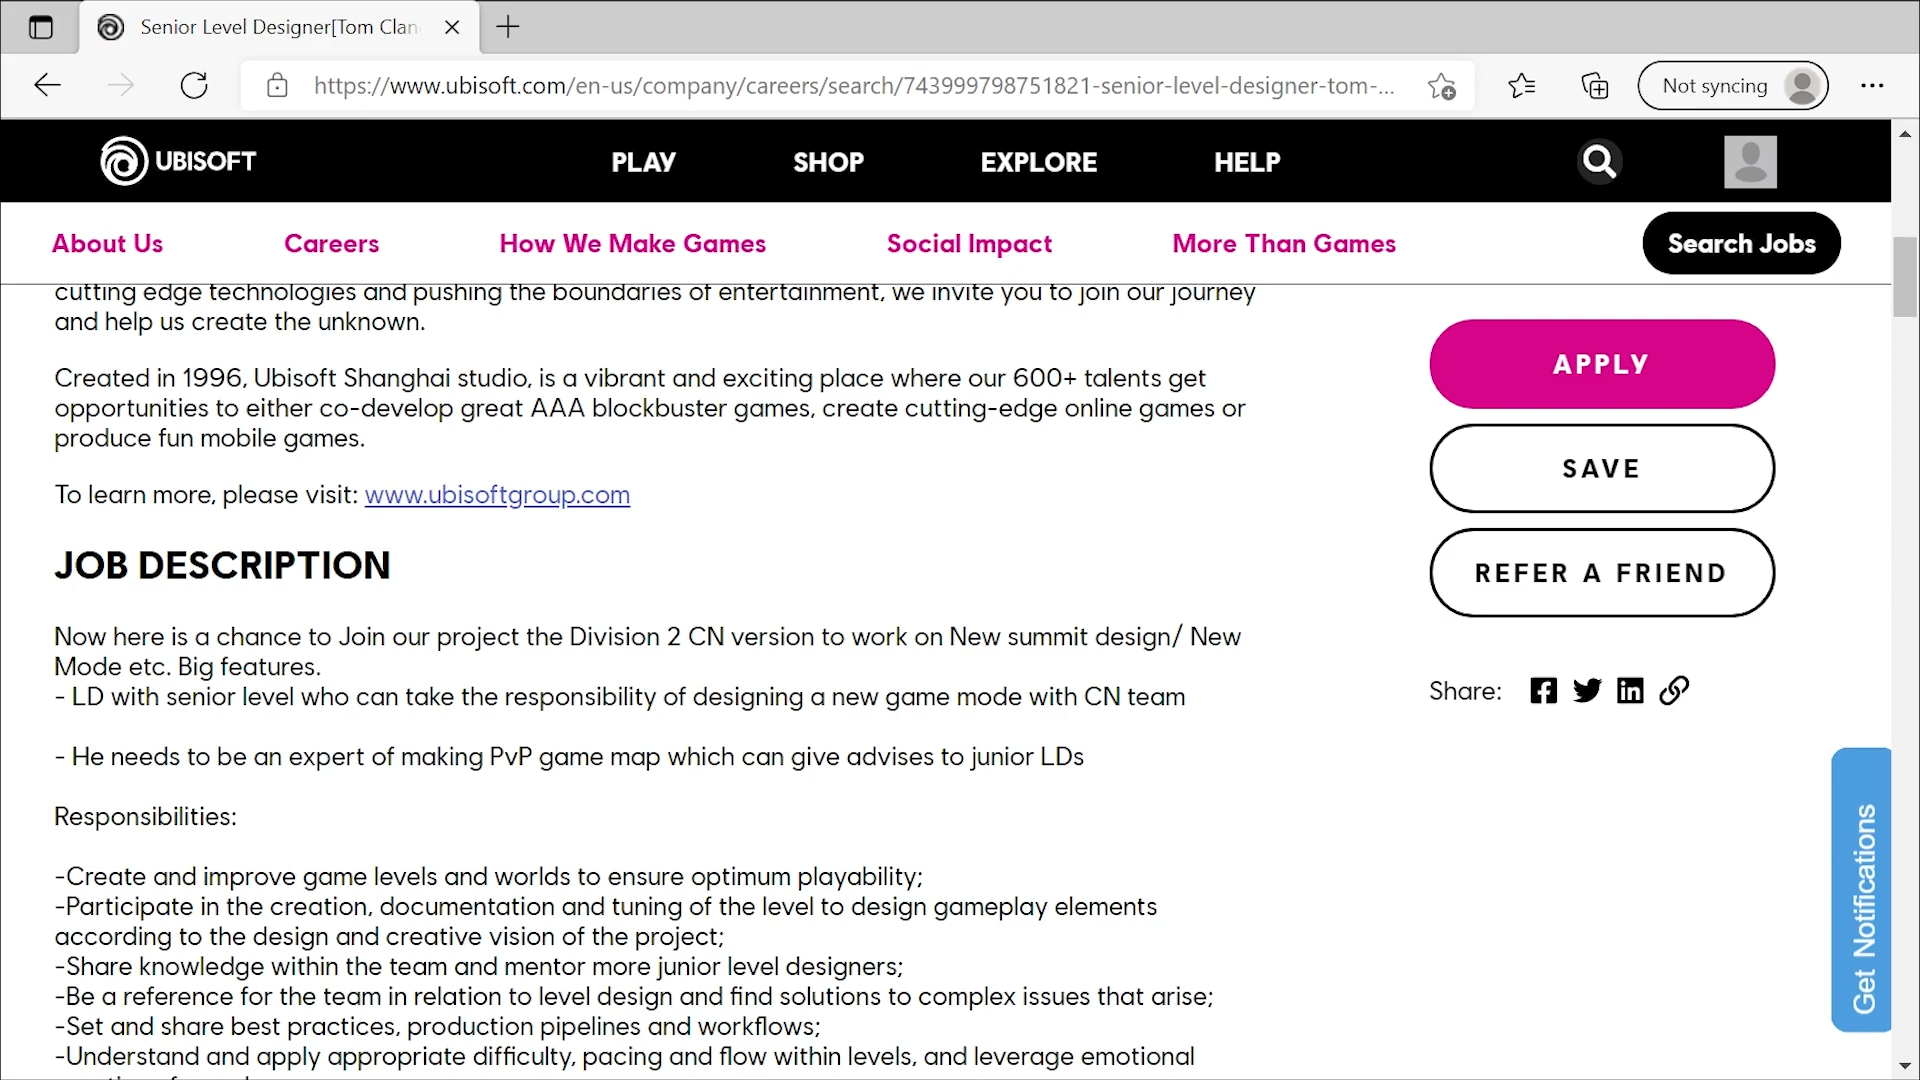 Senior Level Designer[Tom Clan
https://www.ubisoft.com/en-us/company/careers/search/743999798751821-senior-level-designer-tom-...
Not syncing
UBISOFT
PLAY
SHOP
EXPLORE
HELP
About Us
Careers
How We Make Games
Social Impact
More Than Games
Search Jobs
cutting edge technologies and pushing the boundaries of entertainment, we invite you to join our journey
and help us create the unknown.
Created in 1996, Ubisoft Shanghai studio, is a vibrant and exciting place where our 600+ talents get
opportunities to either co-develop great AAA blockbuster games, create cutting-edge online games or
produce fun mobile games.
To learn more, please visit: www.ubisoftgroup.com
JOB DESCRIPTION
Now here is a chance to Join our project the Division 2 CN version to work on New summit design/ New
Mode etc. Big features.
- LD with senior level who can take the responsibility of designing a new game mode with CN team
- He needs to be an expert of making PvP game map which can give advises to junior LDs
Responsibilities:
-Create and improve game levels and worlds to ensure optimum playability;
-Participate in the creation, documentation and tuning of the level to design gameplay elements
according to the design and creative vision of the project;
-Share knowledge within the team and mentor more junior level designers;
-Be a reference for the team in relation to level design and find solutions to complex issues that arise;
-Set and share best practices, production pipelines and workflows;
-Understand and apply appropriate difficulty, pacing and flow within levels, and leverage emotional
APPLY
SAVE
REFER A FRIEND
Share:
Get Notifications